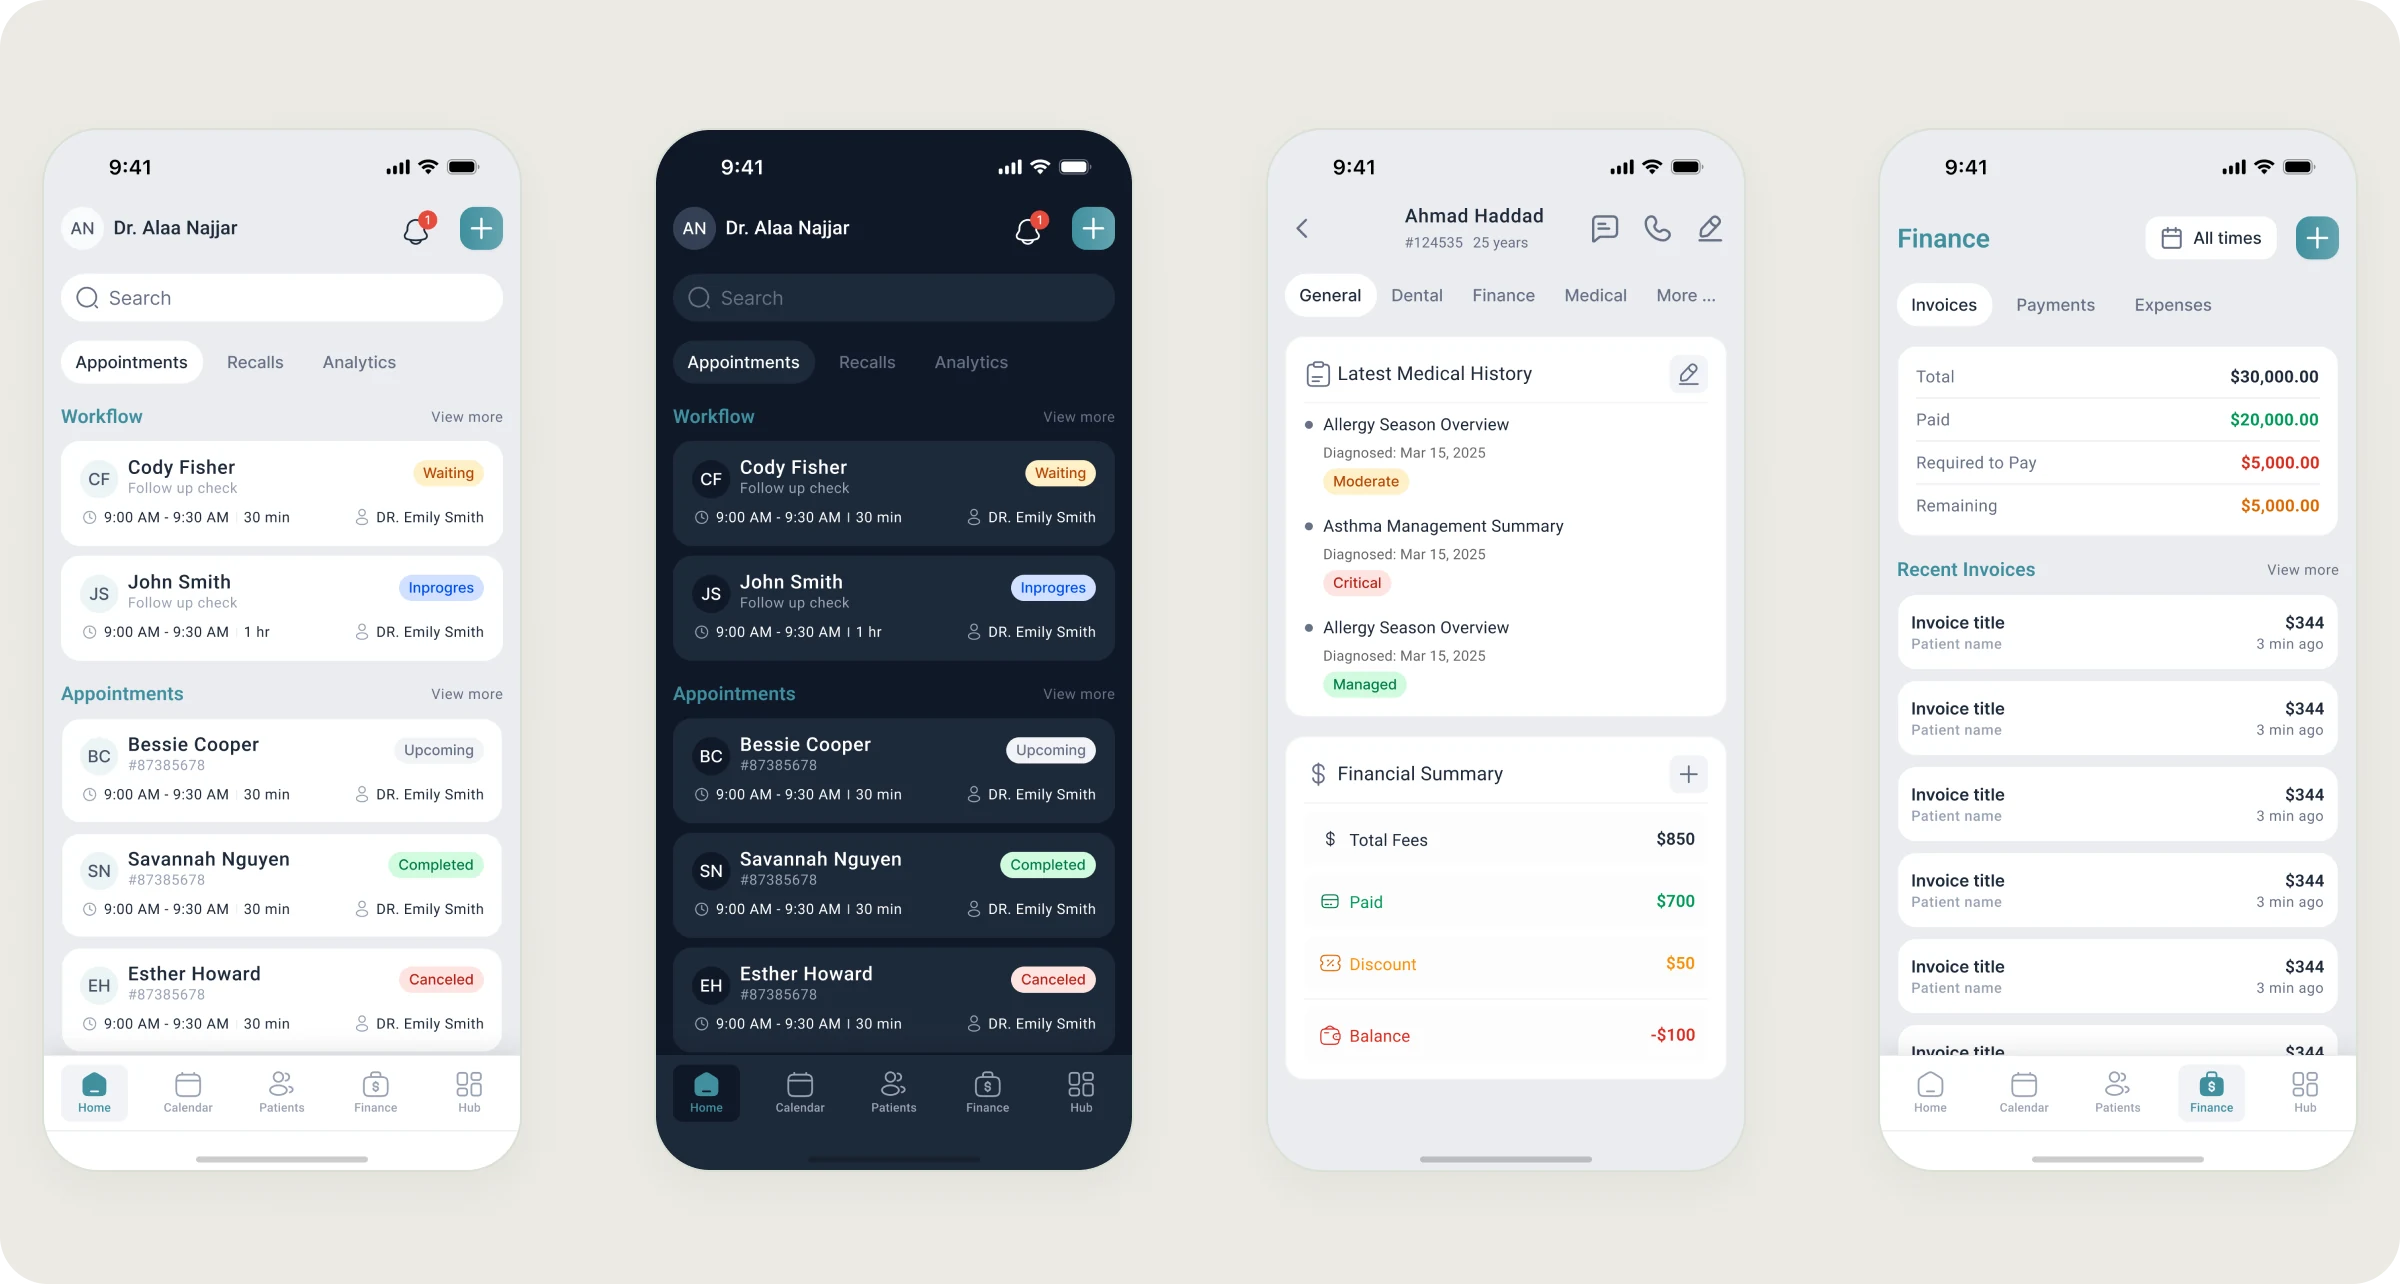 9:41
AN Dr. Alaa Najjar 1
Search
Appointments Recalls Analytics
Workflow View more
CF Cody Fisher Waiting
Follow up check
9:00 AM - 9:30 AM 30 min DR. Emily Smith
JS John Smith Inprogres
Follow up check
9:00 AM - 9:30 AM 1 hr DR. Emily Smith
Appointments View more
BC Bessie Cooper Upcoming
#87385678
9:00 AM - 9:30 AM 30 min DR. Emily Smith
SN Savannah Nguyen Completed
#87385678
9:00 AM - 9:30 AM 30 min DR. Emily Smith
EH Esther Howard Canceled
#87385678
9:00 AM - 9:30 AM 30 min DR. Emily Smith
Home Calendar Patients Finance Hub
9:41
AN Dr. Alaa Najjar 1
Search
Appointments Recalls Analytics
Workflow View more
CF Cody Fisher Waiting
Follow up check
9:00 AM - 9:30 AM | 30 min DR. Emily Smith
JS John Smith Inprogres
Follow up check
9:00 AM - 9:30 AM | 1 hr DR. Emily Smith
Appointments View more
BC Bessie Cooper Upcoming
#87385678
9:00 AM - 9:30 AM | 30 min DR. Emily Smith
SN Savannah Nguyen Completed
#87385678
9:00 AM - 9:30 AM | 30 min DR. Emily Smith
EH Esther Howard Canceled
#87385678
9:00 AM - 9:30 AM | 30 min DR. Emily Smith
Home Calendar Patients Finance Hub
9:41
Ahmad Haddad
#124535 25 years
General Dental Finance Medical More ...
Latest Medical History
Allergy Season Overview
Diagnosed: Mar 15, 2025
Moderate
Asthma Management Summary
Diagnosed: Mar 15, 2025
Critical
Allergy Season Overview
Diagnosed: Mar 15, 2025
Managed
$ Financial Summary
$ Total Fees $850
Paid $700
Discount $50
Balance -$100
9:41
Finance All times
Invoices Payments Expenses
Total $30,000.00
Paid $20,000.00
Required to Pay $5,000.00
Remaining $5,000.00
Recent Invoices View more
Invoice title $344
Patient name 3 min ago
Invoice title $344
Patient name 3 min ago
Invoice title $344
Patient name 3 min ago
Invoice title $344
Patient name 3 min ago
Invoice title $344
Patient name 3 min ago
Invoice title $344
Home Calendar Patients Finance Hub